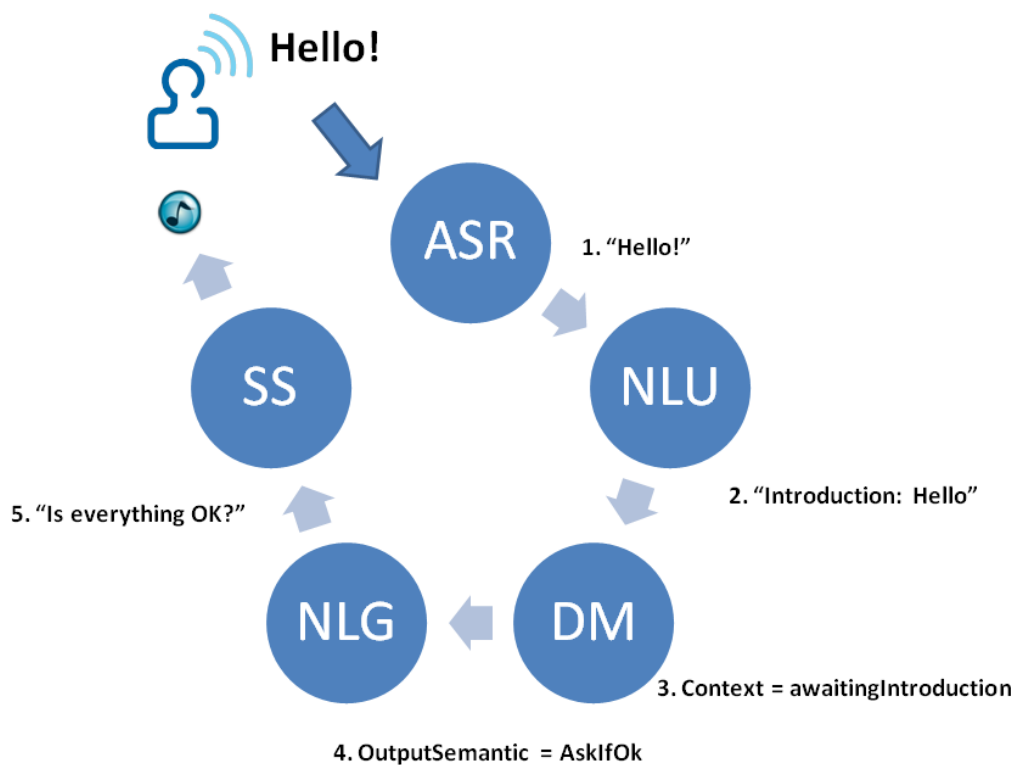 Hello!
ASR
1. “Hello!”
NLU
SS
2. “Introduction: Hello”
5. “Is everything OK?”
NLG
DM
3. Context = awaitingIntroduction
4. OutputSemantic = AskIfOk